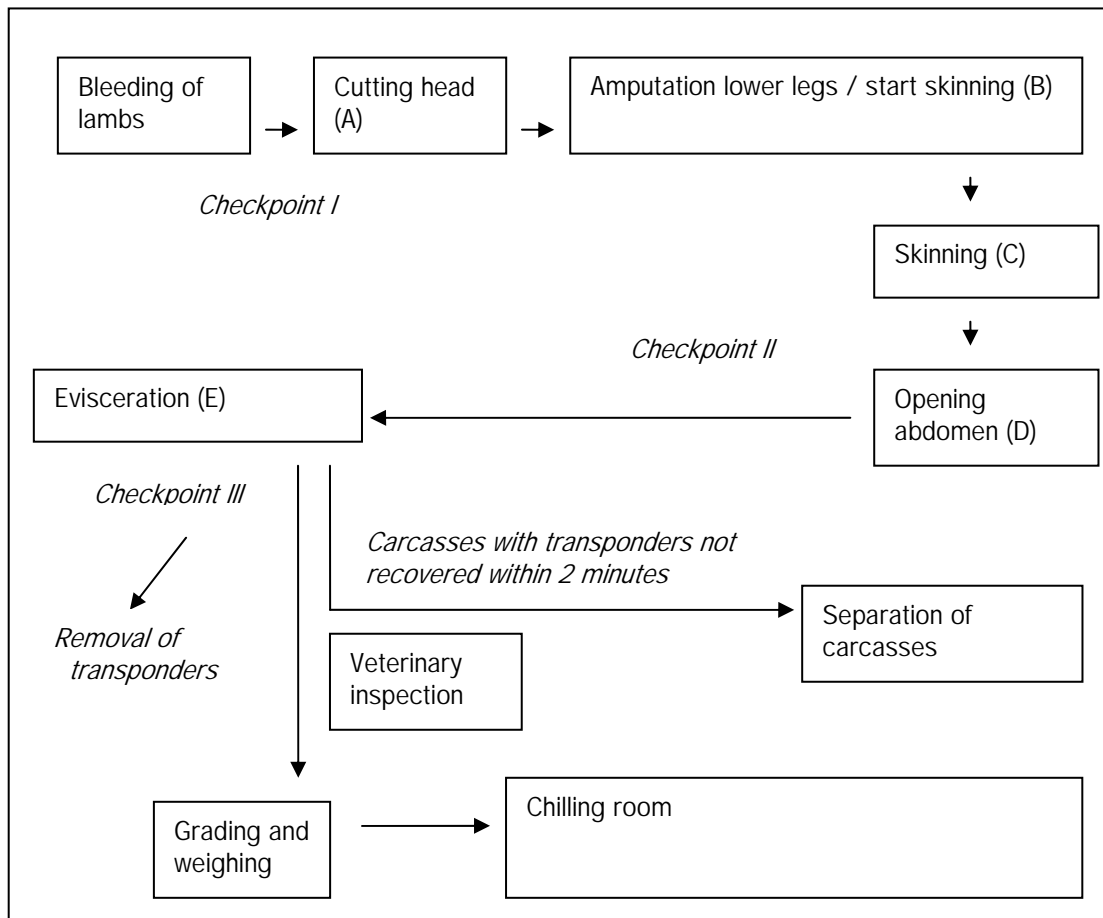 Bleeding of
lambs
Cutting head
(A)
Amputation lower legs / start skinning (B)
Checkpoint I
Skinning (C)
Checkpoint II
Evisceration (E)
Opening
abdomen (D)
Checkpoint III
Carcasses with transponders not
recovered within 2 minutes
Removal of
transponders
Separation of
carcasses
Veterinary
inspection
Grading and
weighing
Chilling room